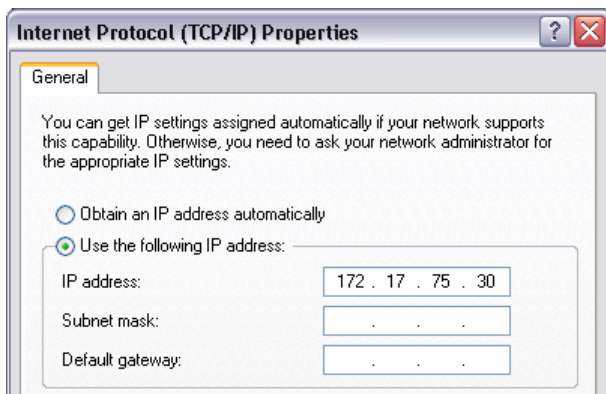 Internet Protocol (TCP/IP) Properties
General
You can get IP settings assigned automatically if your network supports
this capability. Otherwise, you need to ask your network administrator for
the appropriate IP settings.
Obtain an IP address automatically
Use the following IP address:
IP address: 172 . 17 . 75 . 30
Subnet mask: . . .
Default gateway: . . .